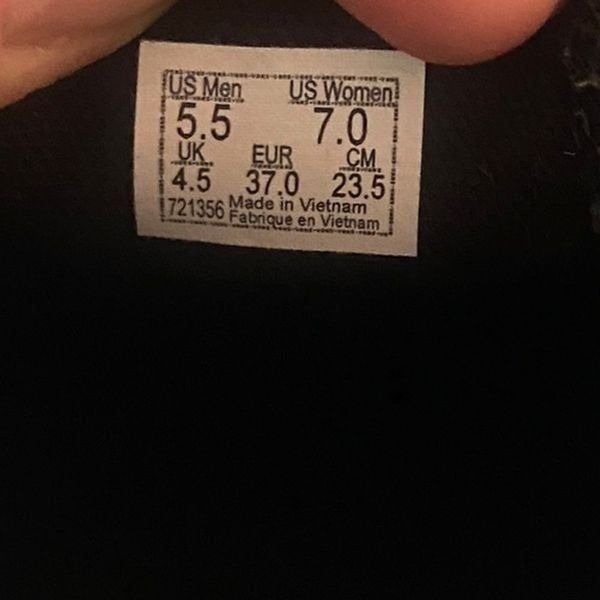 US Men US Women
5.5 7.0
UK EUR CM
4.5 37.0 23.5
721356 Made in Vietnam
Fabrique en Vietnam